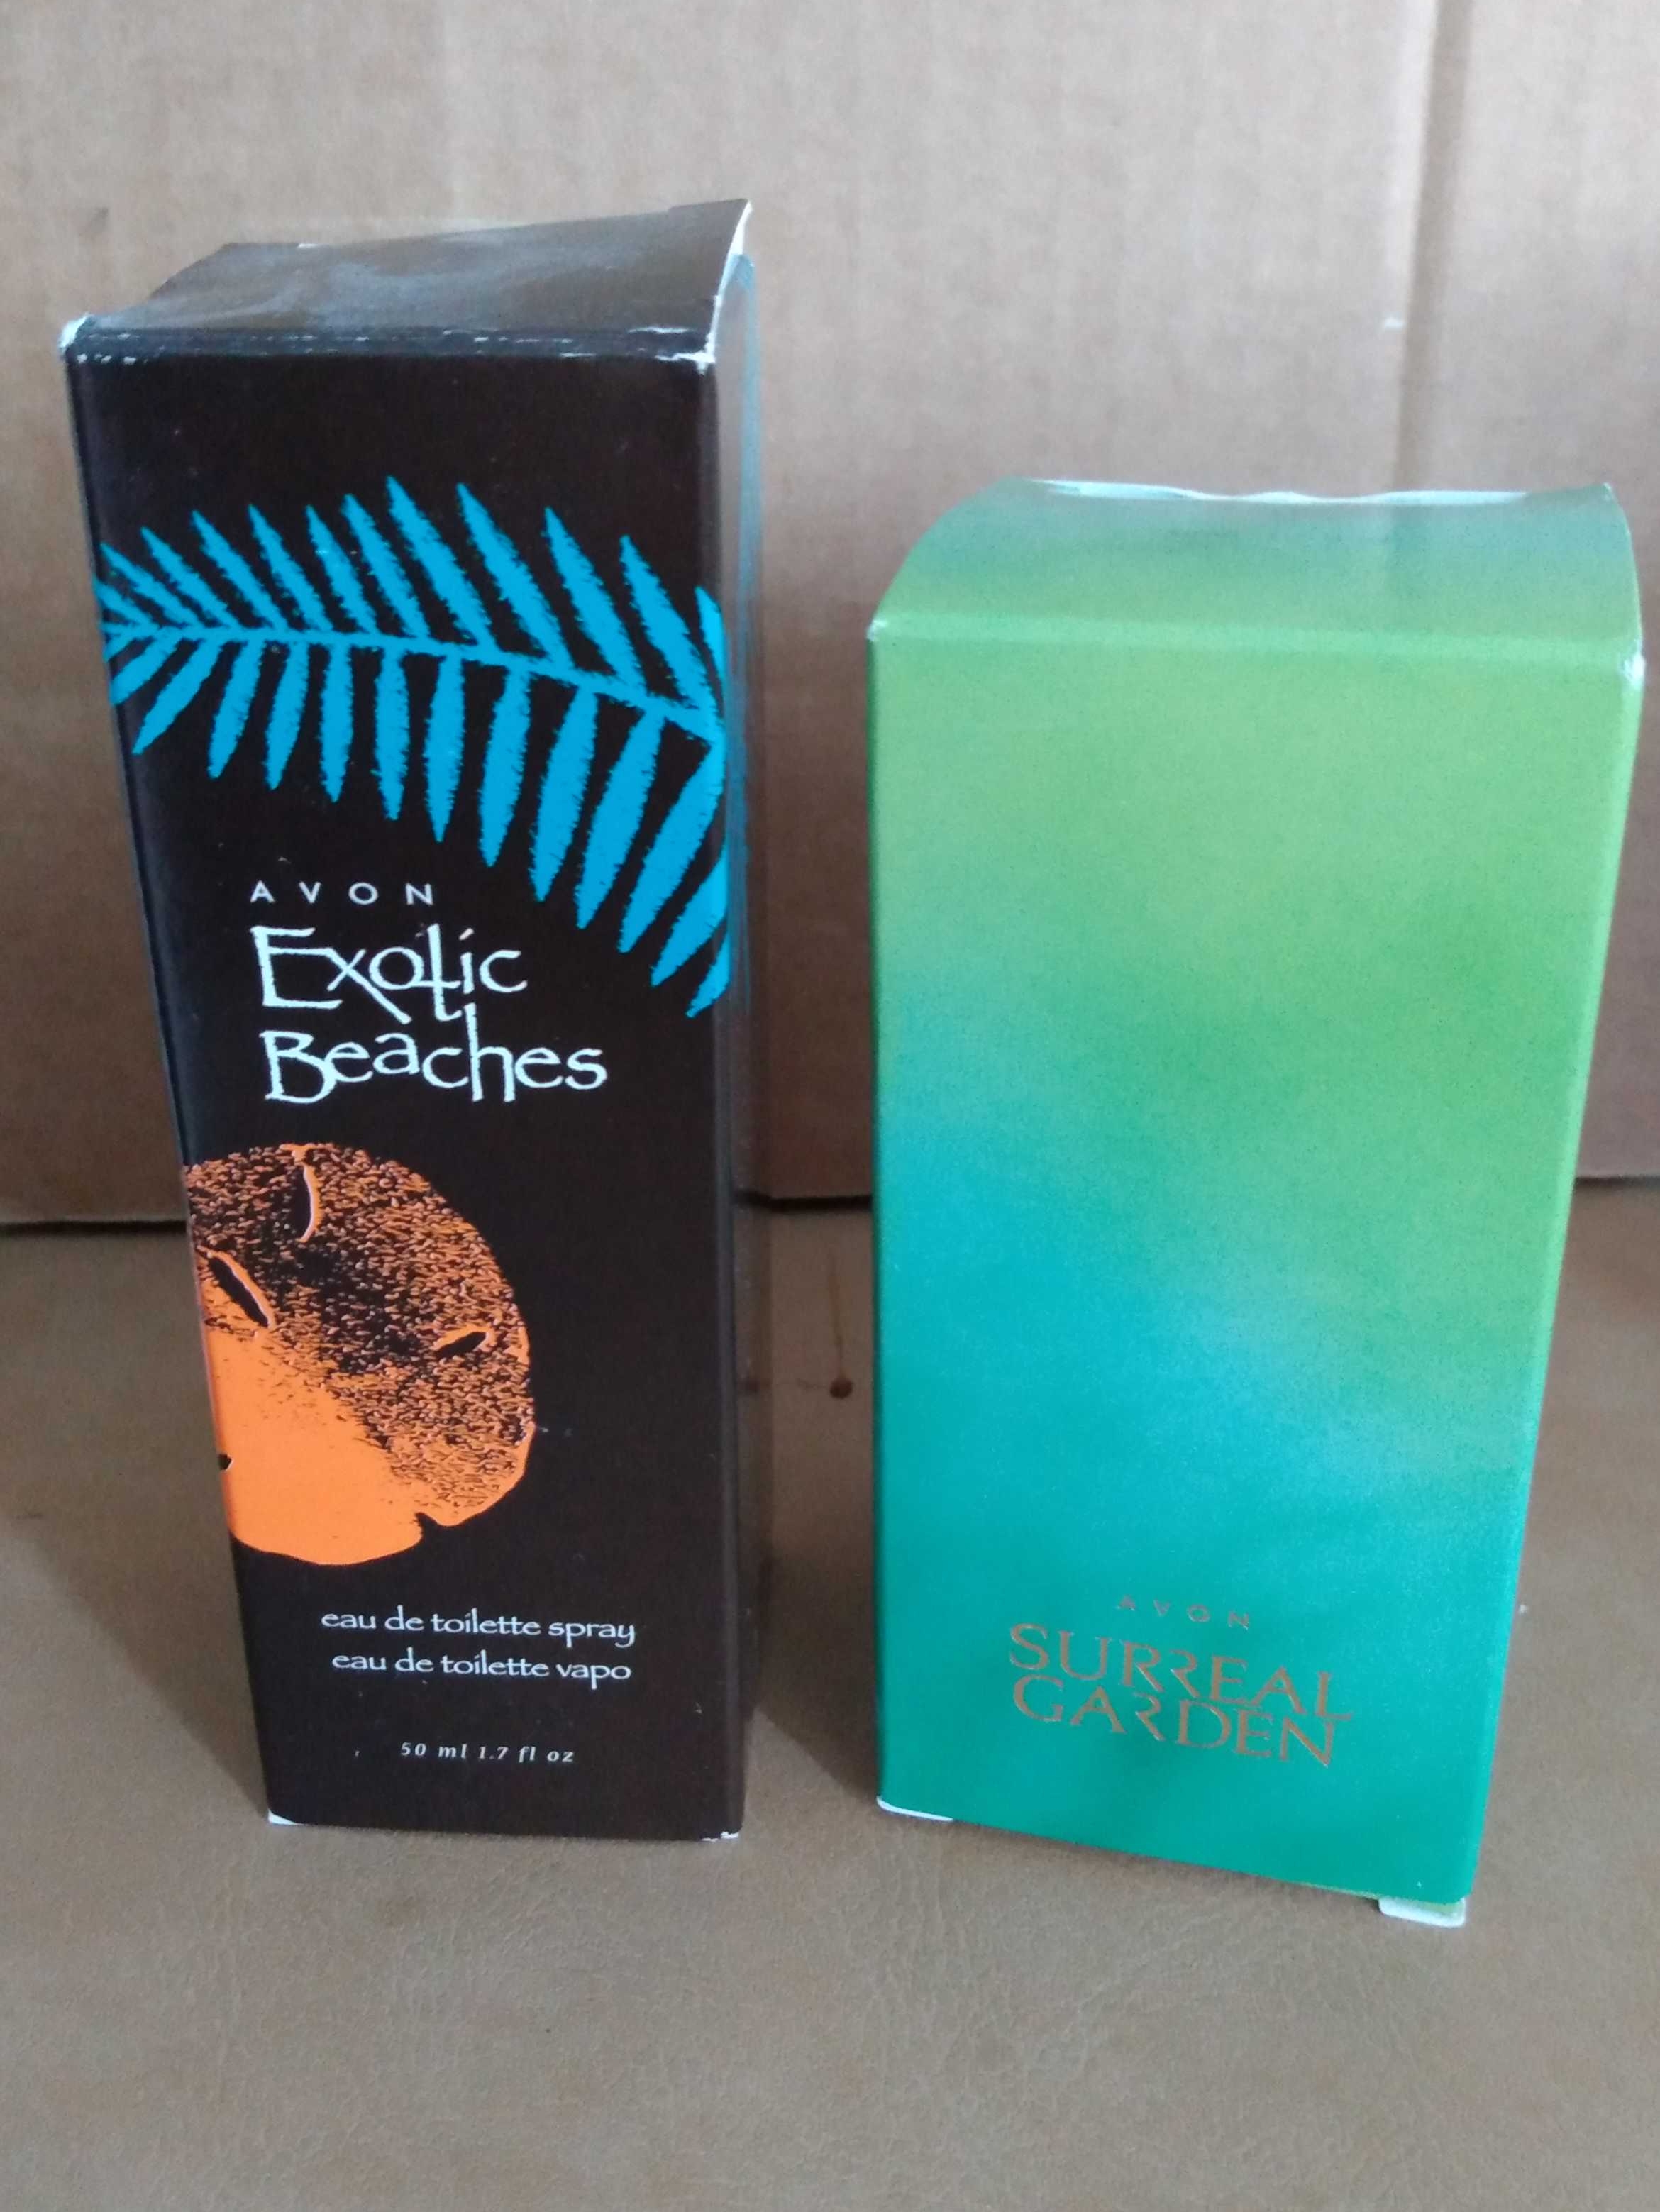 AVON
Exotic
Beaches
eau de toilette spray
eau de toilette vapo
50 ml 1.7 fl oz
AVON
SURREAL
GARDEN